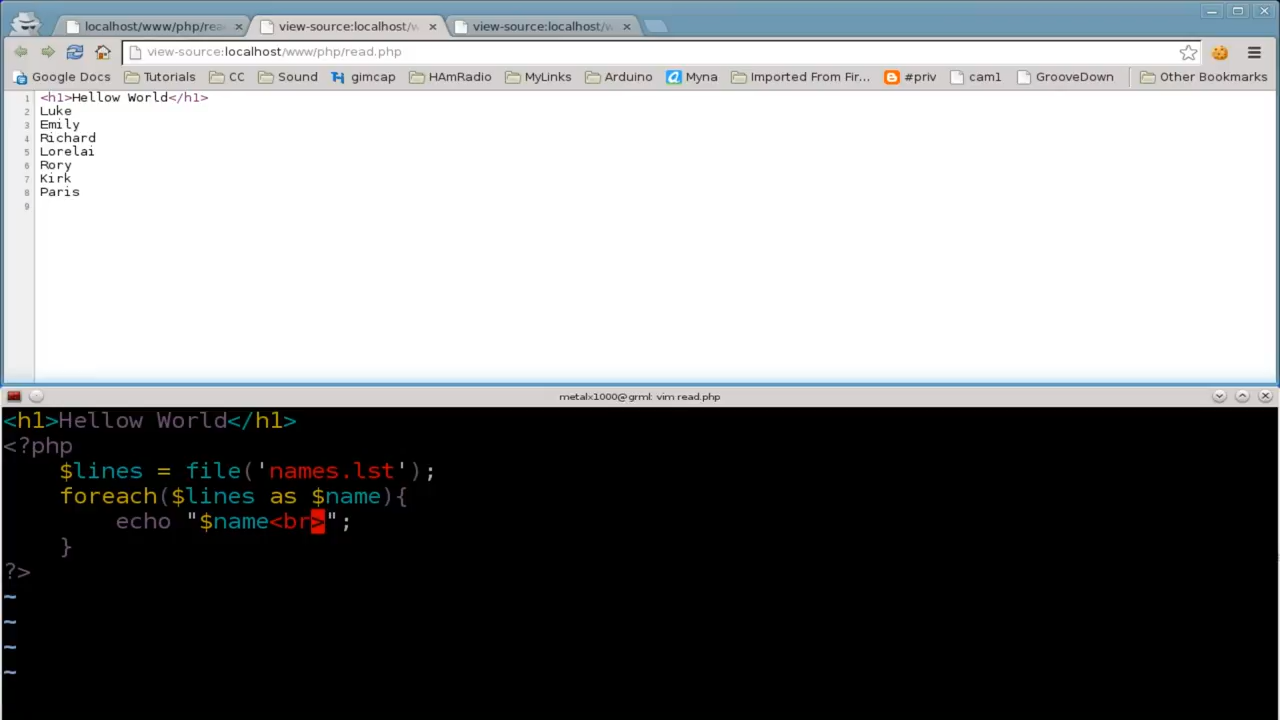 localhost/www/php/rea
view-source:localhost/w
view-source:localhost/w
view-source:localhost/www/php/read.php
Google Docs Tutorials CC Sound gimcap HAmRadio MyLinks Arduino Myna Imported From Fir... #priv cam1 GrooveDown Other Bookmarks
1 <h1>Hellow World</h1>
2 Luke
3 Emily
4 Richard
5 Lorelai
6 Rory
7 Kirk
8 Paris
9
metalx1000@grml: vim read.php
<h1>Hellow World</h1>
<?php
$lines = file('names.lst');
foreach($lines as $name){
echo "$name<br>";
}
?>
~
~
~
~